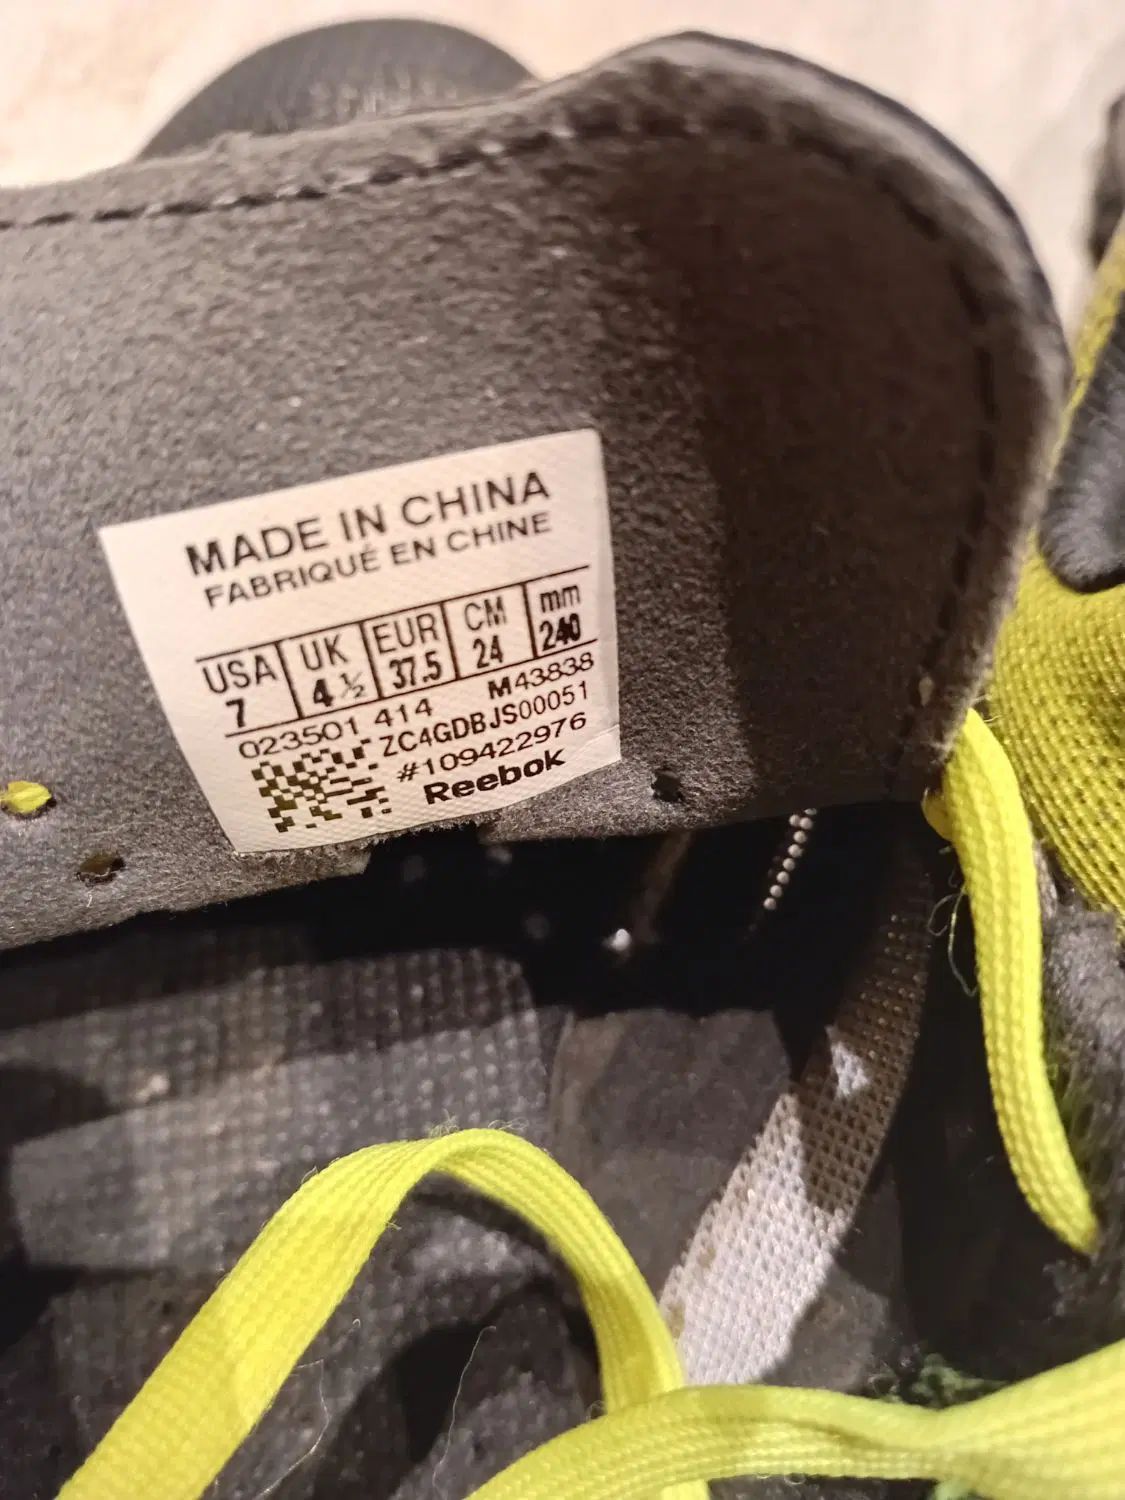 MADE IN CHINA
FABRIQUÉ EN CHINE
USA UK EUR CM mm
7 4 ½ 37.5 24 240
023501 414 M43838
ZC4GDBJS00051
#109422976
Reebok